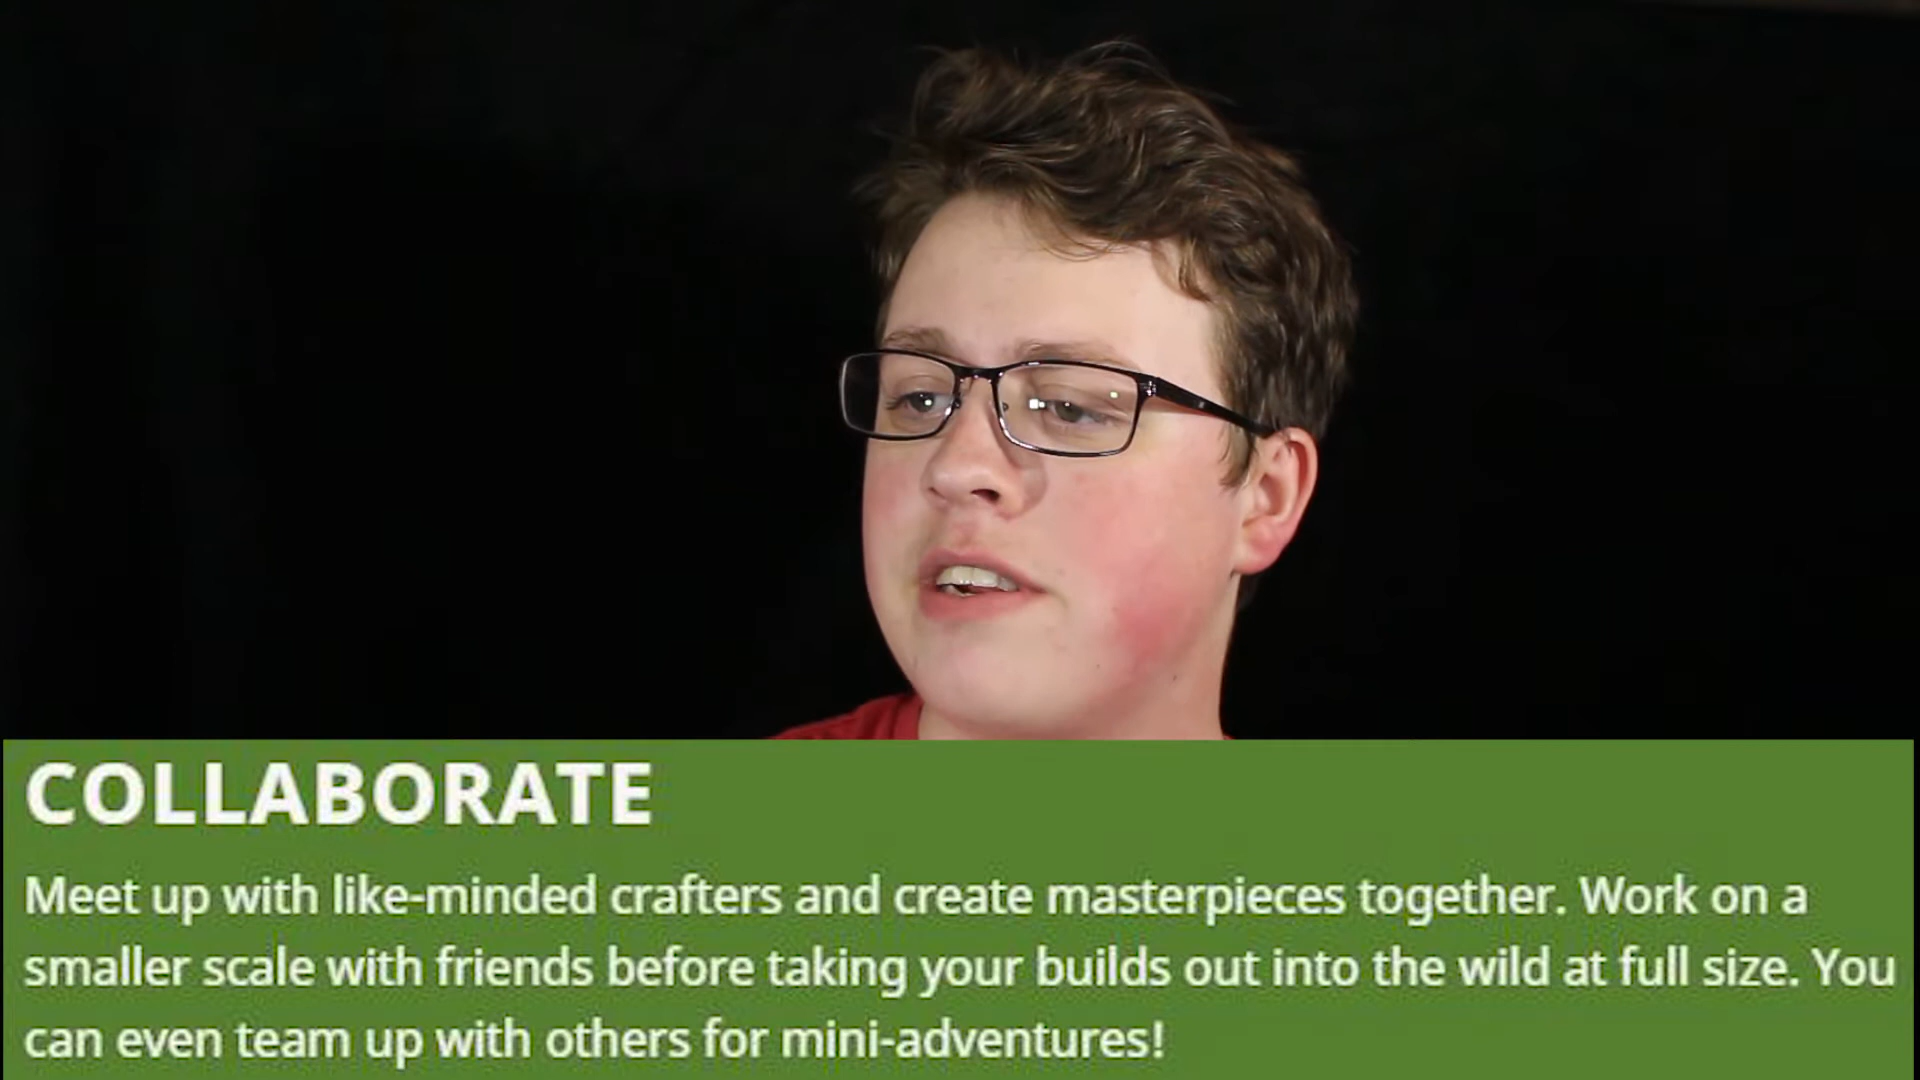 COLLABORATE
Meet up with like-minded crafters and create masterpieces together. Work on a
smaller scale with friends before taking your builds out into the wild at full size. You
can even team up with others for mini-adventures!